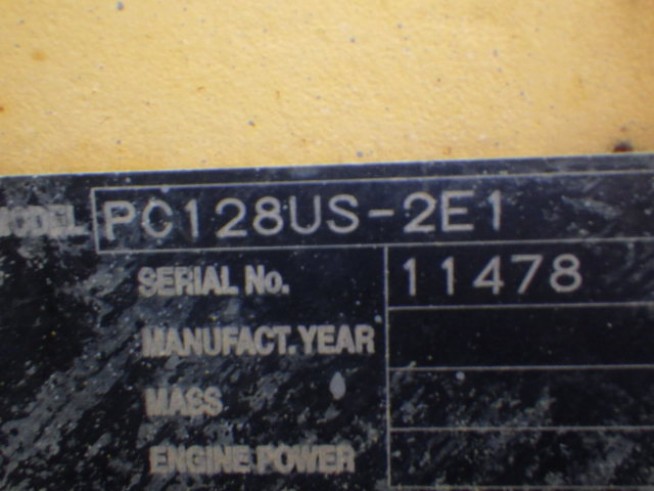 MODEL PC128US-2E1
SERIAL No. 11478
MANUFACT. YEAR
MASS
ENGINE POWER